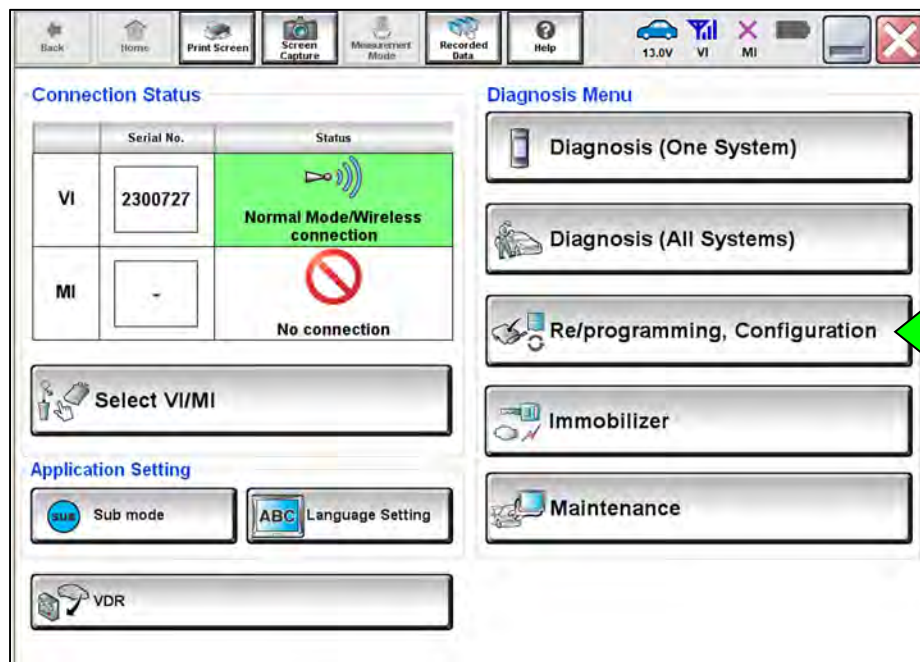 Back
Home
Print Screen
Screen
Capture
Measurement
Mode
Recorded
Data
?
Help
13.0V
VI
MI
Connection Status
Serial No.
Status
VI
2300727
Normal Mode/Wireless
connection
MI
-
No connection
Select VI/MI
Application Setting
SUB
Sub mode
ABC
Language Setting
VDR
Diagnosis Menu
Diagnosis (One System)
Diagnosis (All Systems)
Re/programming, Configuration
Immobilizer
Maintenance